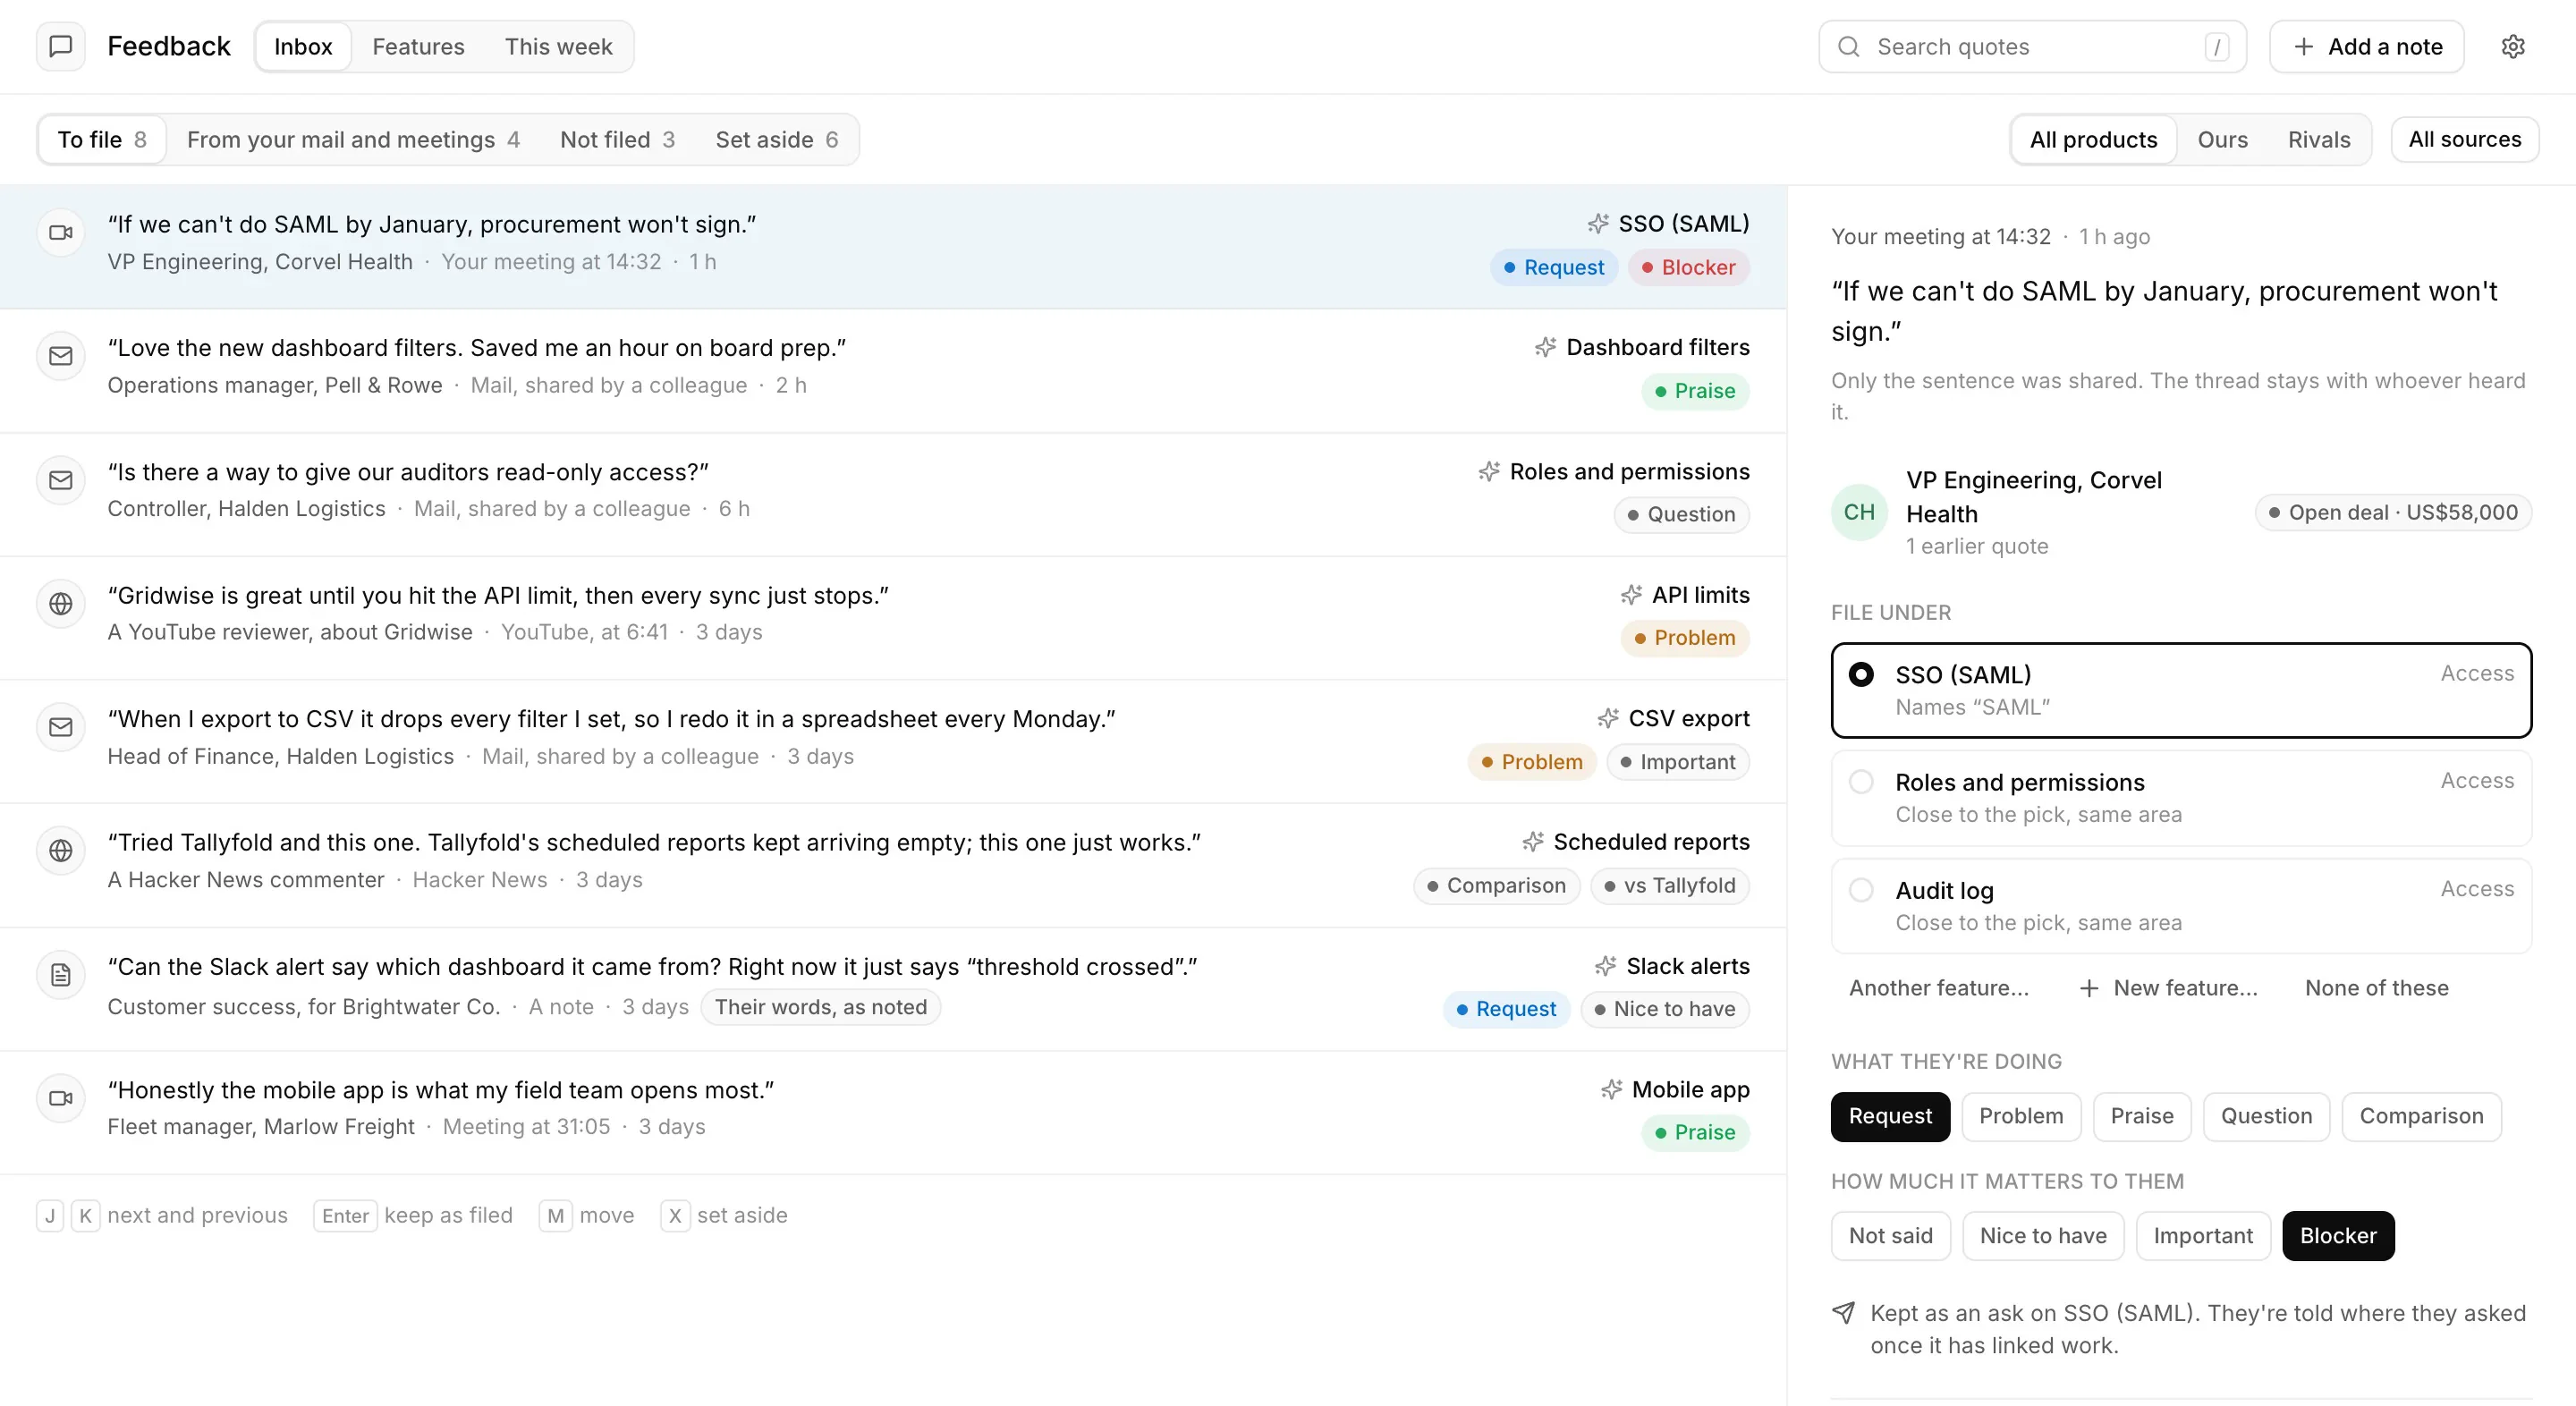 Feedback
Inbox
Features
This week
Search quotes
/
Add a note
To file 8
From your mail and meetings 4
Not filed 3
Set aside 6
All products
Ours
Rivals
All sources
“If we can't do SAML by January, procurement won't sign.”
VP Engineering, Corvel Health · Your meeting at 14:32 · 1 h
SSO (SAML)
Request
Blocker
“Love the new dashboard filters. Saved me an hour on board prep.”
Operations manager, Pell & Rowe · Mail, shared by a colleague · 2 h
Dashboard filters
Praise
“Is there a way to give our auditors read-only access?”
Controller, Halden Logistics · Mail, shared by a colleague · 6 h
Roles and permissions
Question
“Gridwise is great until you hit the API limit, then every sync just stops.”
A YouTube reviewer, about Gridwise · YouTube, at 6:41 · 3 days
API limits
Problem
“When I export to CSV it drops every filter I set, so I redo it in a spreadsheet every Monday.”
Head of Finance, Halden Logistics · Mail, shared by a colleague · 3 days
CSV export
Problem
Important
“Tried Tallyfold and this one. Tallyfold's scheduled reports kept arriving empty; this one just works.”
A Hacker News commenter · Hacker News · 3 days
Scheduled reports
Comparison
vs Tallyfold
“Can the Slack alert say which dashboard it came from? Right now it just says “threshold crossed”.”
Customer success, for Brightwater Co. · A note · 3 days
Their words, as noted
Slack alerts
Request
Nice to have
“Honestly the mobile app is what my field team opens most.”
Fleet manager, Marlow Freight · Meeting at 31:05 · 3 days
Mobile app
Praise
J K next and previous
Enter keep as filed
M move
X set aside
Your meeting at 14:32 · 1 h ago
“If we can't do SAML by January, procurement won't
sign.”
Only the sentence was shared. The thread stays with whoever heard
it.
CH
VP Engineering, Corvel
Health
1 earlier quote
Open deal · US$58,000
FILE UNDER
SSO (SAML)
Access
Names “SAML”
Roles and permissions
Access
Close to the pick, same area
Audit log
Access
Close to the pick, same area
Another feature...
New feature...
None of these
WHAT THEY'RE DOING
Request
Problem
Praise
Question
Comparison
HOW MUCH IT MATTERS TO THEM
Not said
Nice to have
Important
Blocker
Kept as an ask on SSO (SAML). They're told where they asked
once it has linked work.